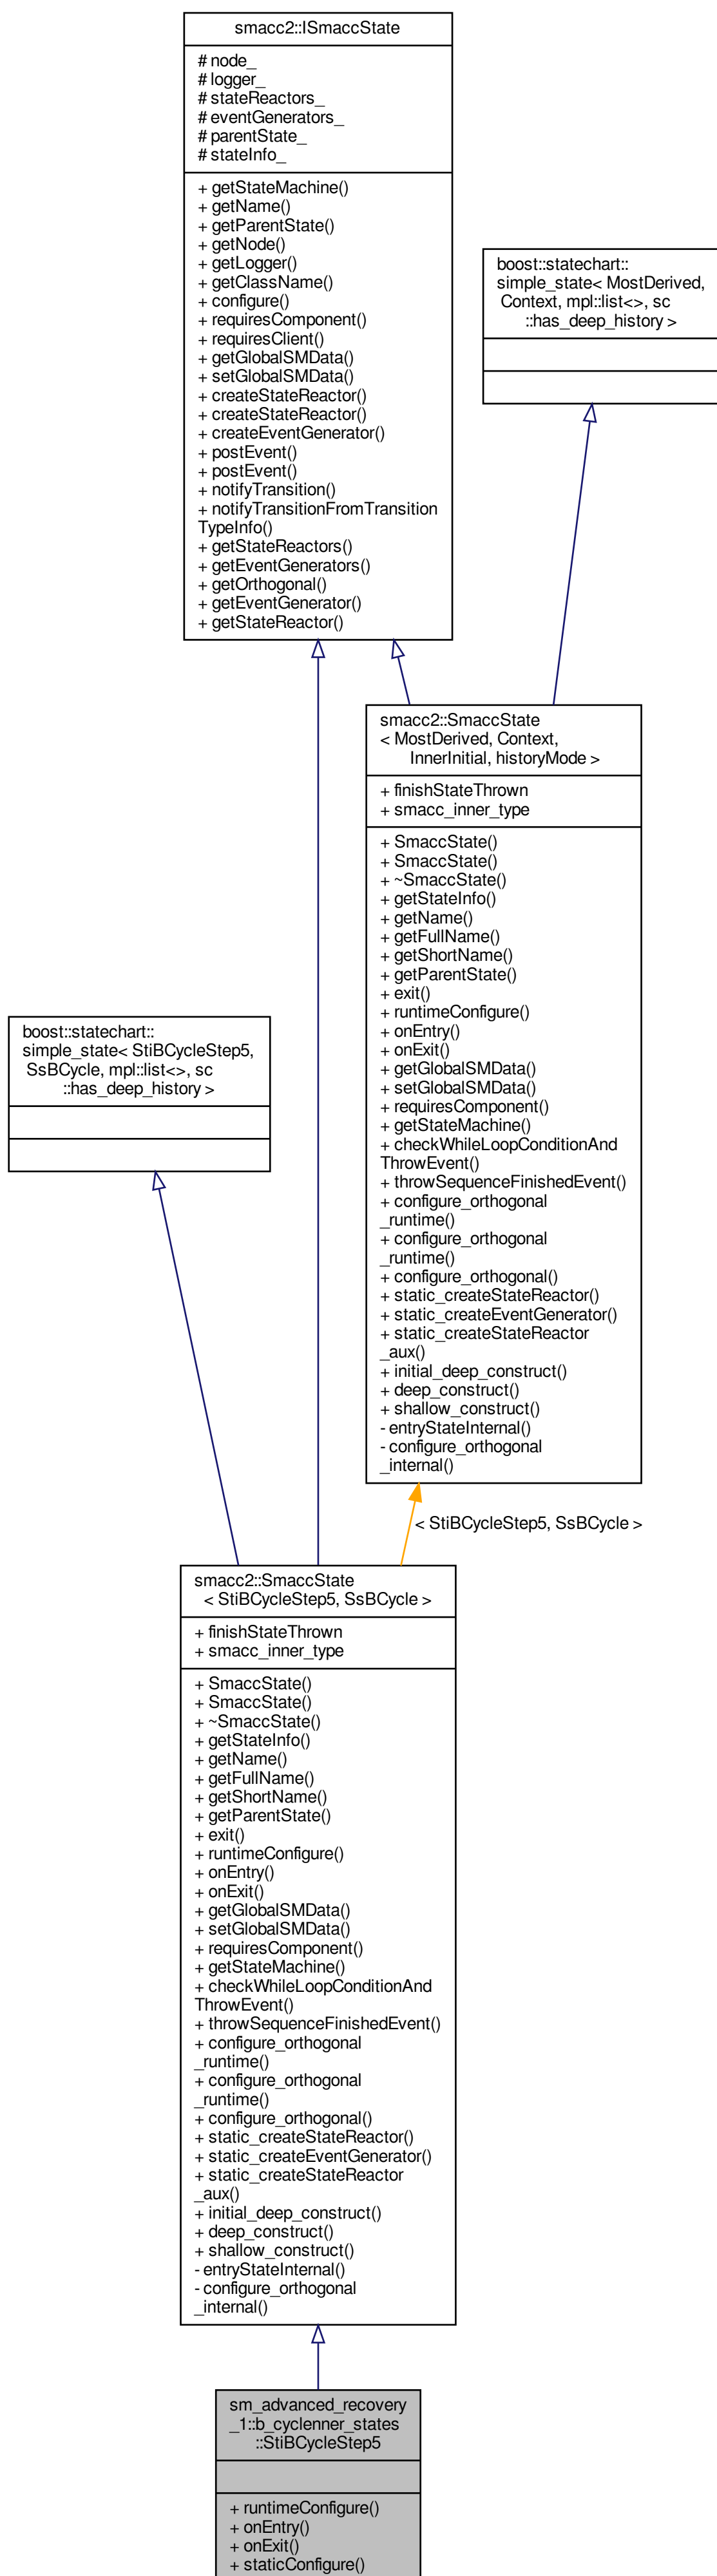 smacc2::ISmaccState
# node_
# logger_
# stateReactors_
# eventGenerators_
# parentState_
# stateInfo_
+ getStateMachine()
+ getName()
+ getParentState()
+ getNode()
+ getLogger()
+ getClassName()
+ configure()
+ requiresComponent()
+ requiresClient()
+ getGlobalSMData()
+ setGlobalSMData()
+ createStateReactor()
+ createStateReactor()
+ createEventGenerator()
+ postEvent()
+ postEvent()
+ notifyTransition()
+ notifyTransitionFromTransition
TypeInfo()
+ getStateReactors()
+ getEventGenerators()
+ getOrthogonal()
+ getEventGenerator()
+ getStateReactor()
boost::statechart::
simple_state< MostDerived,
Context, mpl::list<>, sc
::has_deep_history >
smacc2::SmaccState
< MostDerived, Context,
InnerInitial, historyMode >
+ finishStateThrown
+ smacc_inner_type
+ SmaccState()
+ SmaccState()
+ ~SmaccState()
+ getStateInfo()
+ getName()
+ getFullName()
+ getShortName()
+ getParentState()
+ exit()
+ runtimeConfigure()
+ onEntry()
+ onExit()
+ getGlobalSMData()
+ setGlobalSMData()
+ requiresComponent()
+ getStateMachine()
+ checkWhileLoopConditionAnd
ThrowEvent()
+ throwSequenceFinishedEvent()
+ configure_orthogonal
_runtime()
+ configure_orthogonal
_runtime()
+ configure_orthogonal()
+ static_createStateReactor()
+ static_createEventGenerator()
+ static_createStateReactor
_aux()
+ initial_deep_construct()
+ deep_construct()
+ shallow_construct()
- entryStateInternal()
- configure_orthogonal
_internal()
boost::statechart::
simple_state< StiBCycleStep5,
SsBCycle, mpl::list<>, sc
::has_deep_history >
< StiBCycleStep5, SsBCycle >
smacc2::SmaccState
< StiBCycleStep5, SsBCycle >
+ finishStateThrown
+ smacc_inner_type
+ SmaccState()
+ SmaccState()
+ ~SmaccState()
+ getStateInfo()
+ getName()
+ getFullName()
+ getShortName()
+ getParentState()
+ exit()
+ runtimeConfigure()
+ onEntry()
+ onExit()
+ getGlobalSMData()
+ setGlobalSMData()
+ requiresComponent()
+ getStateMachine()
+ checkWhileLoopConditionAnd
ThrowEvent()
+ throwSequenceFinishedEvent()
+ configure_orthogonal
_runtime()
+ configure_orthogonal
_runtime()
+ configure_orthogonal()
+ static_createStateReactor()
+ static_createEventGenerator()
+ static_createStateReactor
_aux()
+ initial_deep_construct()
+ deep_construct()
+ shallow_construct()
- entryStateInternal()
- configure_orthogonal
_internal()
sm_advanced_recovery
_1::b_cyclenner_states
::StiBCycleStep5
+ runtimeConfigure()
+ onEntry()
+ onExit()
+ staticConfigure()